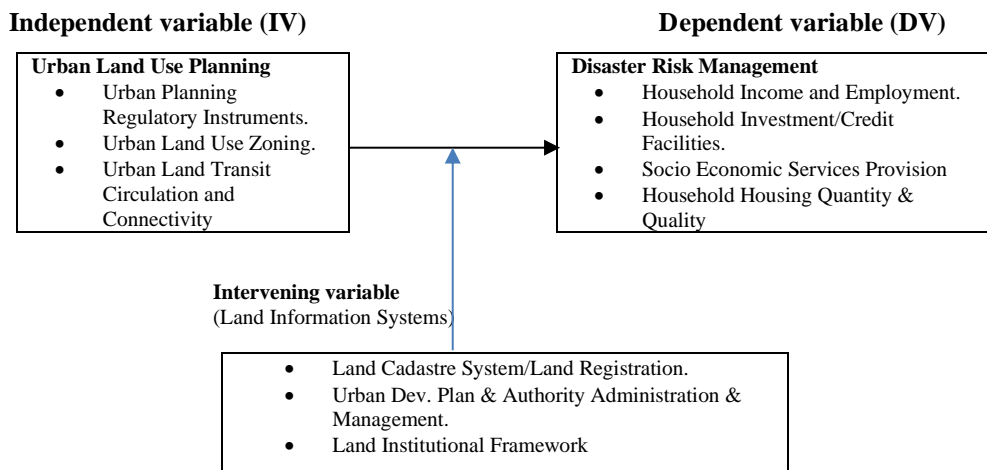 Independent variable (IV)
Dependent variable (DV)
Urban Land Use Planning
• Urban Planning
Regulatory Instruments.
• Urban Land Use Zoning.
• Urban Land Transit
Circulation and
Connectivity
Disaster Risk Management
• Household Income and Employment.
• Household Investment/Credit
Facilities.
• Socio Economic Services Provision
• Household Housing Quantity &
Quality
Intervening variable
(Land Information Systems)
• Land Cadastre System/Land Registration.
• Urban Dev. Plan & Authority Administration &
Management.
• Land Institutional Framework